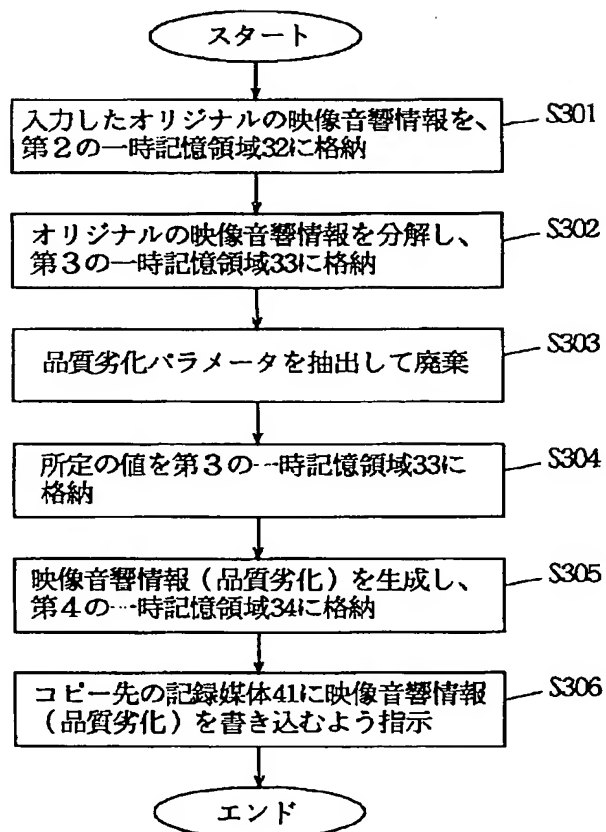 スタート
入力したオリジナルの映像音響情報を、
第2の一時記憶領域32に格納
S301
オリジナルの映像音響情報を分解し、
第3の一時記憶領域33に格納
S302
品質劣化パラメータを抽出して廃棄
S303
所定の値を第3の一時記憶領域33に
格納
S304
映像音響情報(品質劣化)を生成し、
第4の一時記憶領域34に格納
S305
コピー先の記録媒体41に映像音響情報
(品質劣化)を書き込むよう指示
S306
エンド